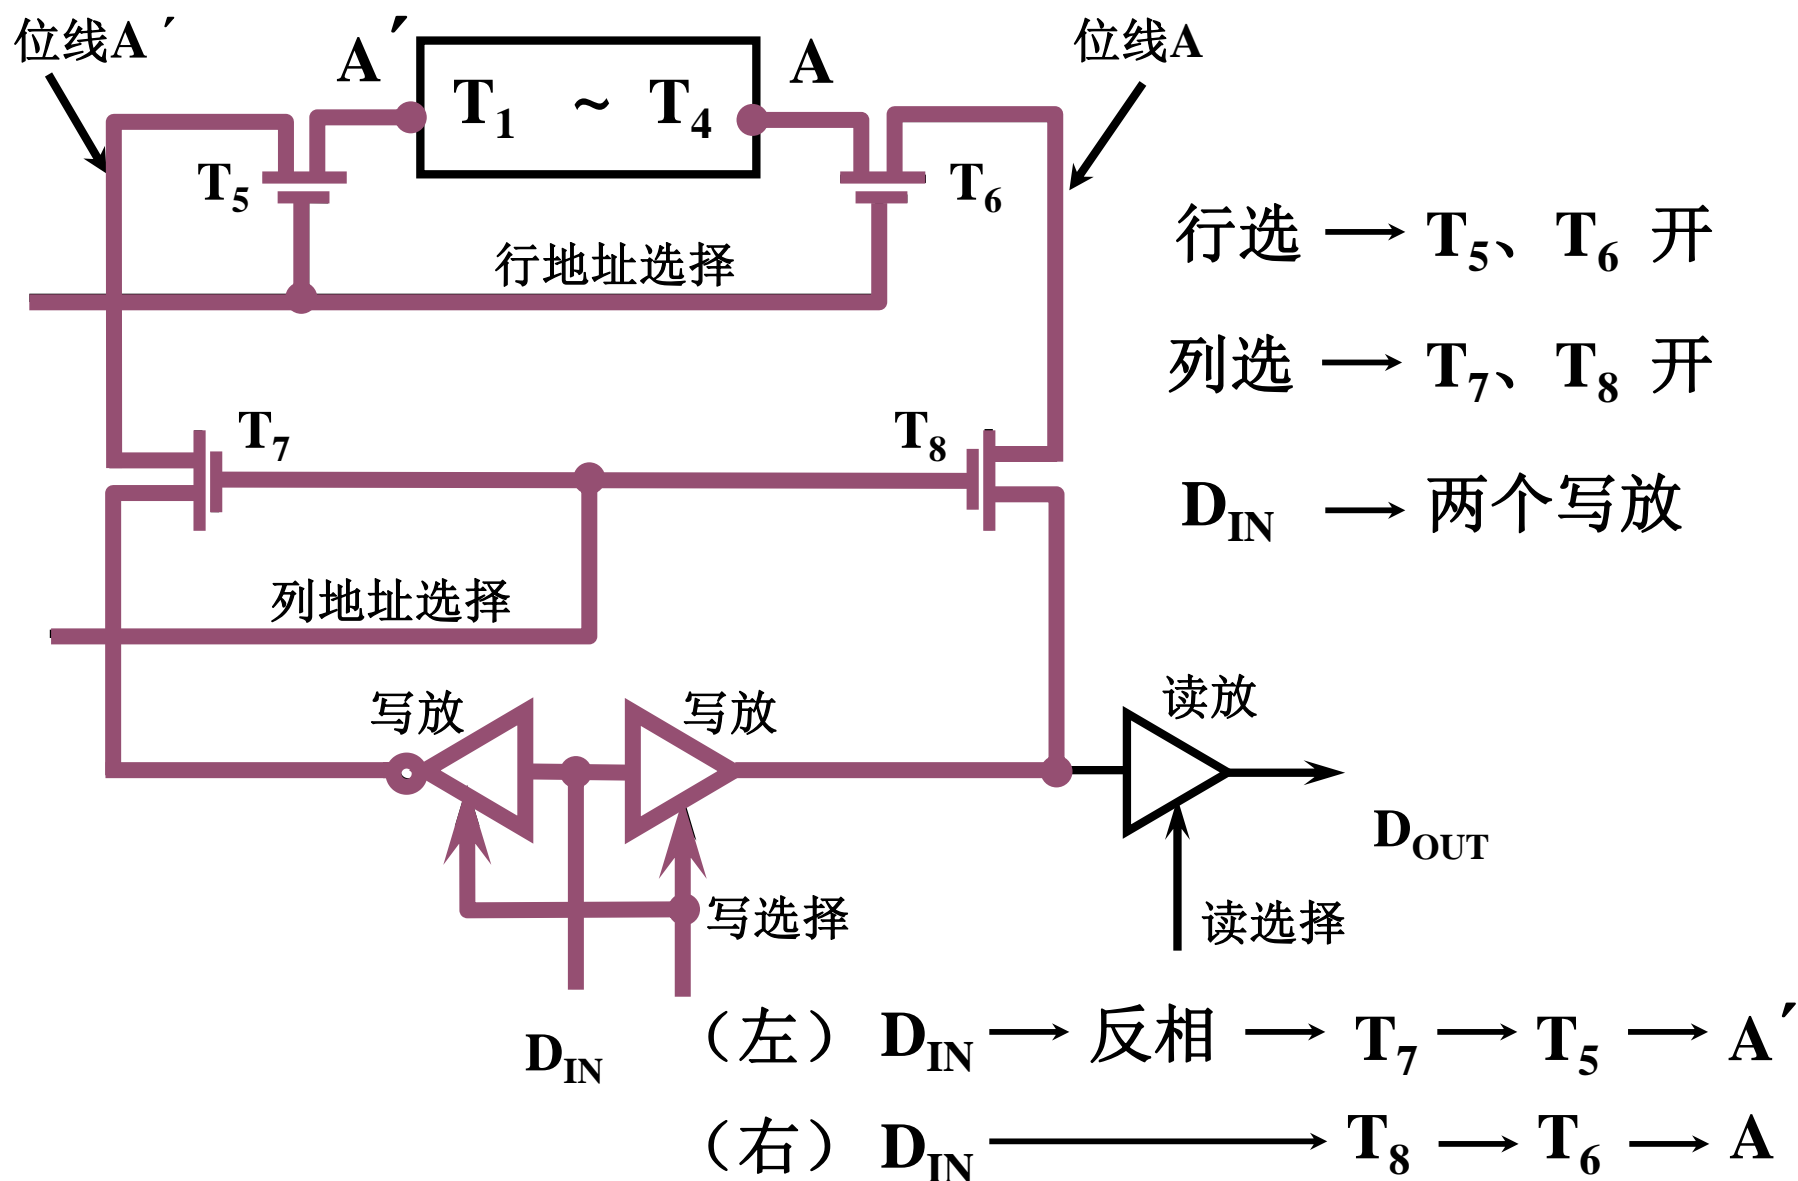 位线A′
A′
T1 ~ T4
A
位线A
T5
T6
行地址选择
行选 → T5、T6 开
列选 → T7、T8 开
T7
T8
DIN → 两个写放
列地址选择
写放
写放
读放
DOUT
写选择
读选择
DIN
（左）DIN → 反相 → T7 → T5 → A′
（右）DIN → T8 → T6 → A